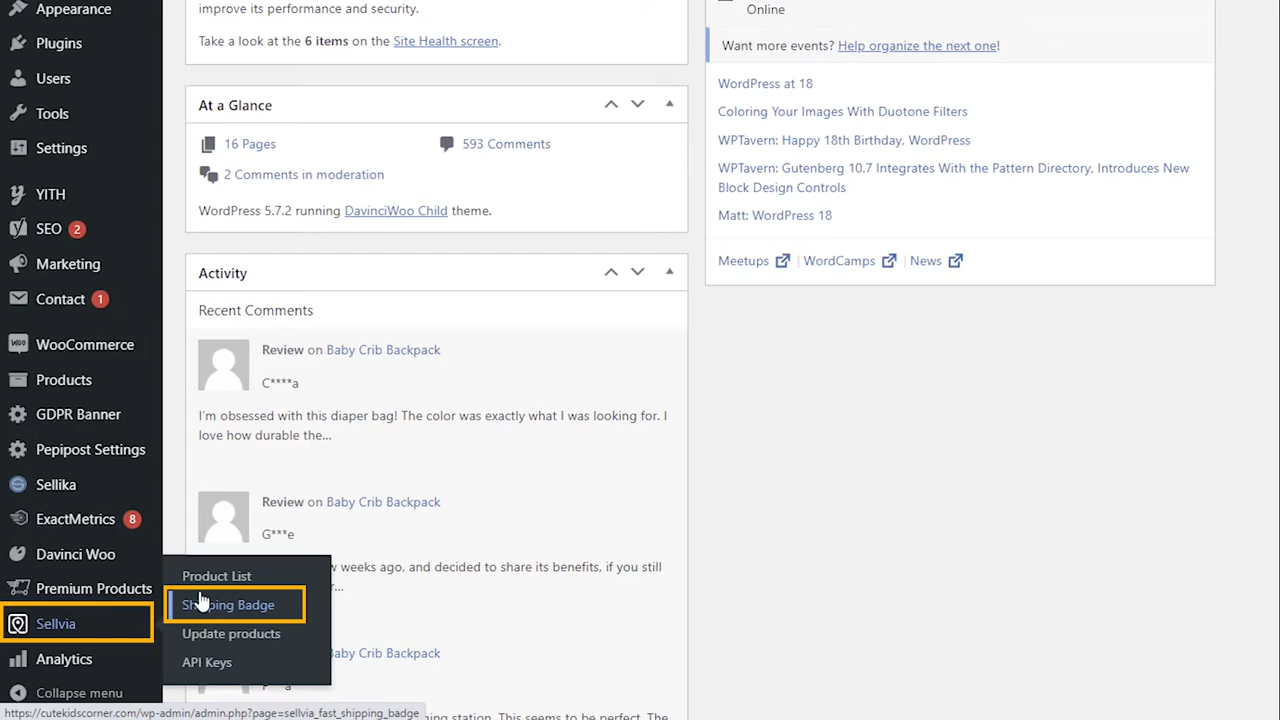 Appearance
Plugins
Users
Tools
Settings
YITH
SEO 2
Marketing
Contact 1
WooCommerce
Products
GDPR Banner
Pepipost Settings
Sellika
ExactMetrics 8
Davinci Woo
Premium Products
Sellvia
Analytics
Collapse menu
Product List
Shipping Badge
Update products
API Keys
improve its performance and security.
Take a look at the 6 items on the Site Health screen.
At a Glance
16 Pages
593 Comments
2 Comments in moderation
WordPress 5.7.2 running DavinciWoo Child theme.
Activity
Recent Comments
Review on Baby Crib Backpack
C****a
I'm obsessed with this diaper bag! The color was exactly what I was looking for. I
love how durable the...
Review on Baby Crib Backpack
G***e
weeks ago, and decided to share its benefits, if you still
Baby Crib Backpack
station. This seems to be perfect. The
Online
Want more events? Help organize the next one!
WordPress at 18
Coloring Your Images With Duotone Filters
WPTavern: Happy 18th Birthday, WordPress
WPTavern: Gutenberg 10.7 Integrates With the Pattern Directory, Introduces New
Block Design Controls
Matt: WordPress 18
Meetups | WordCamps | News
https://cutekidscorner.com/wp-admin/admin.php?page=sellvia_fast_shipping_badge